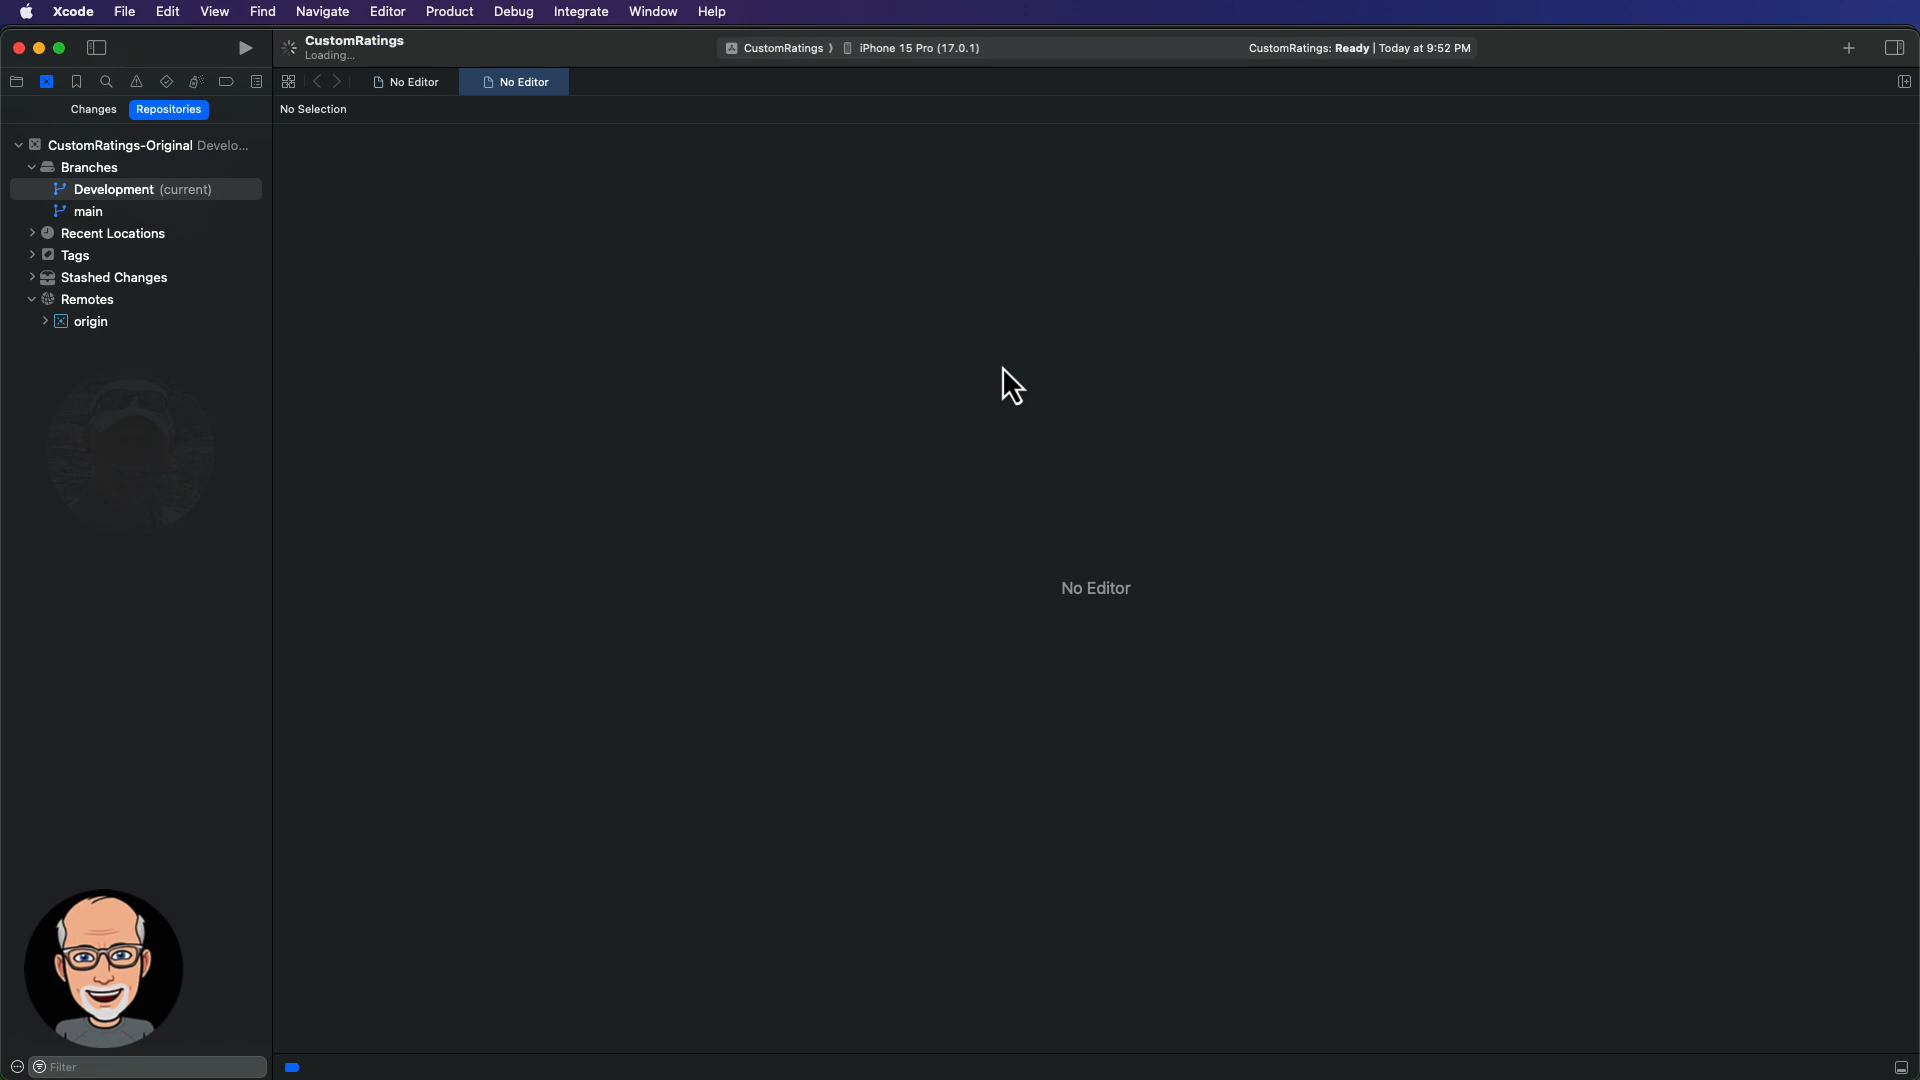 Xcode File Edit View Find Navigate Editor Product Debug Integrate Window Help
CustomRatings
Loading...
CustomRatings iPhone 15 Pro (17.0.1)
CustomRatings: Ready | Today at 9:52 PM
No Editor No Editor
Changes Repositories
No Selection
CustomRatings-Original Develo...
Branches
Development (current)
main
Recent Locations
Tags
Stashed Changes
Remotes
origin
No Editor
Filter